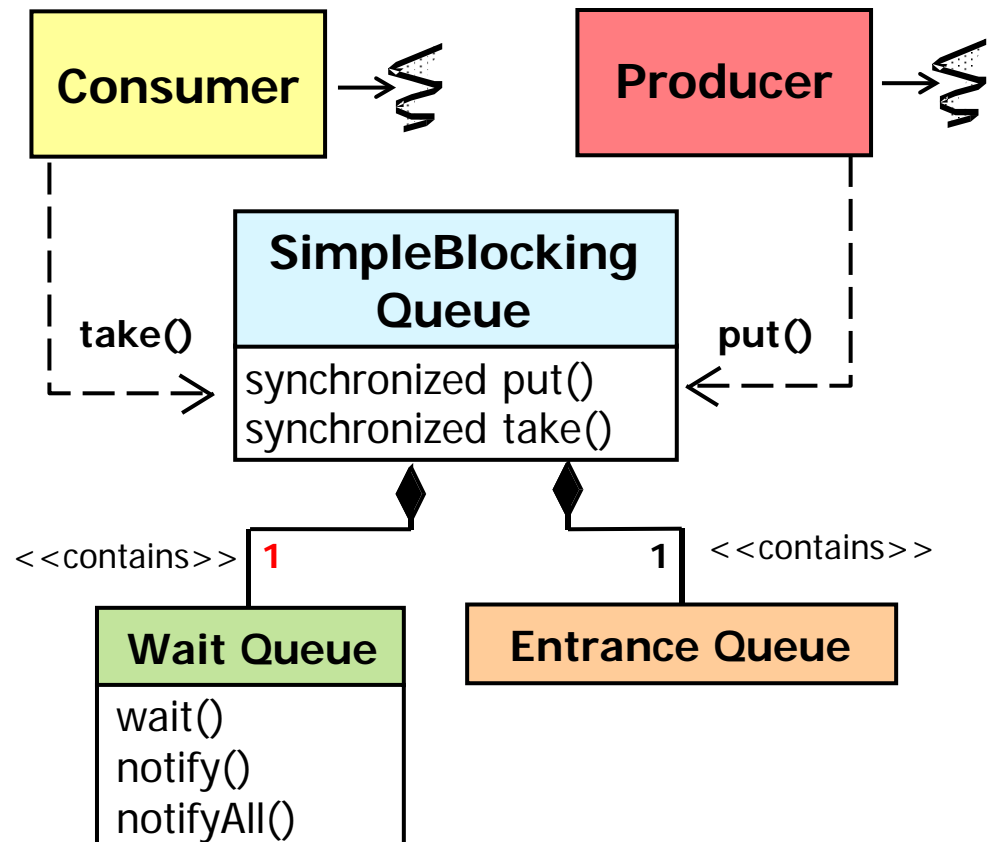 Consumer
Producer
SimpleBlocking
Queue
take()
put()
synchronized put()
synchronized take()
<<contains>>
1
1
<<contains>>
Wait Queue
Entrance Queue
wait()
notify()
notifyAll()